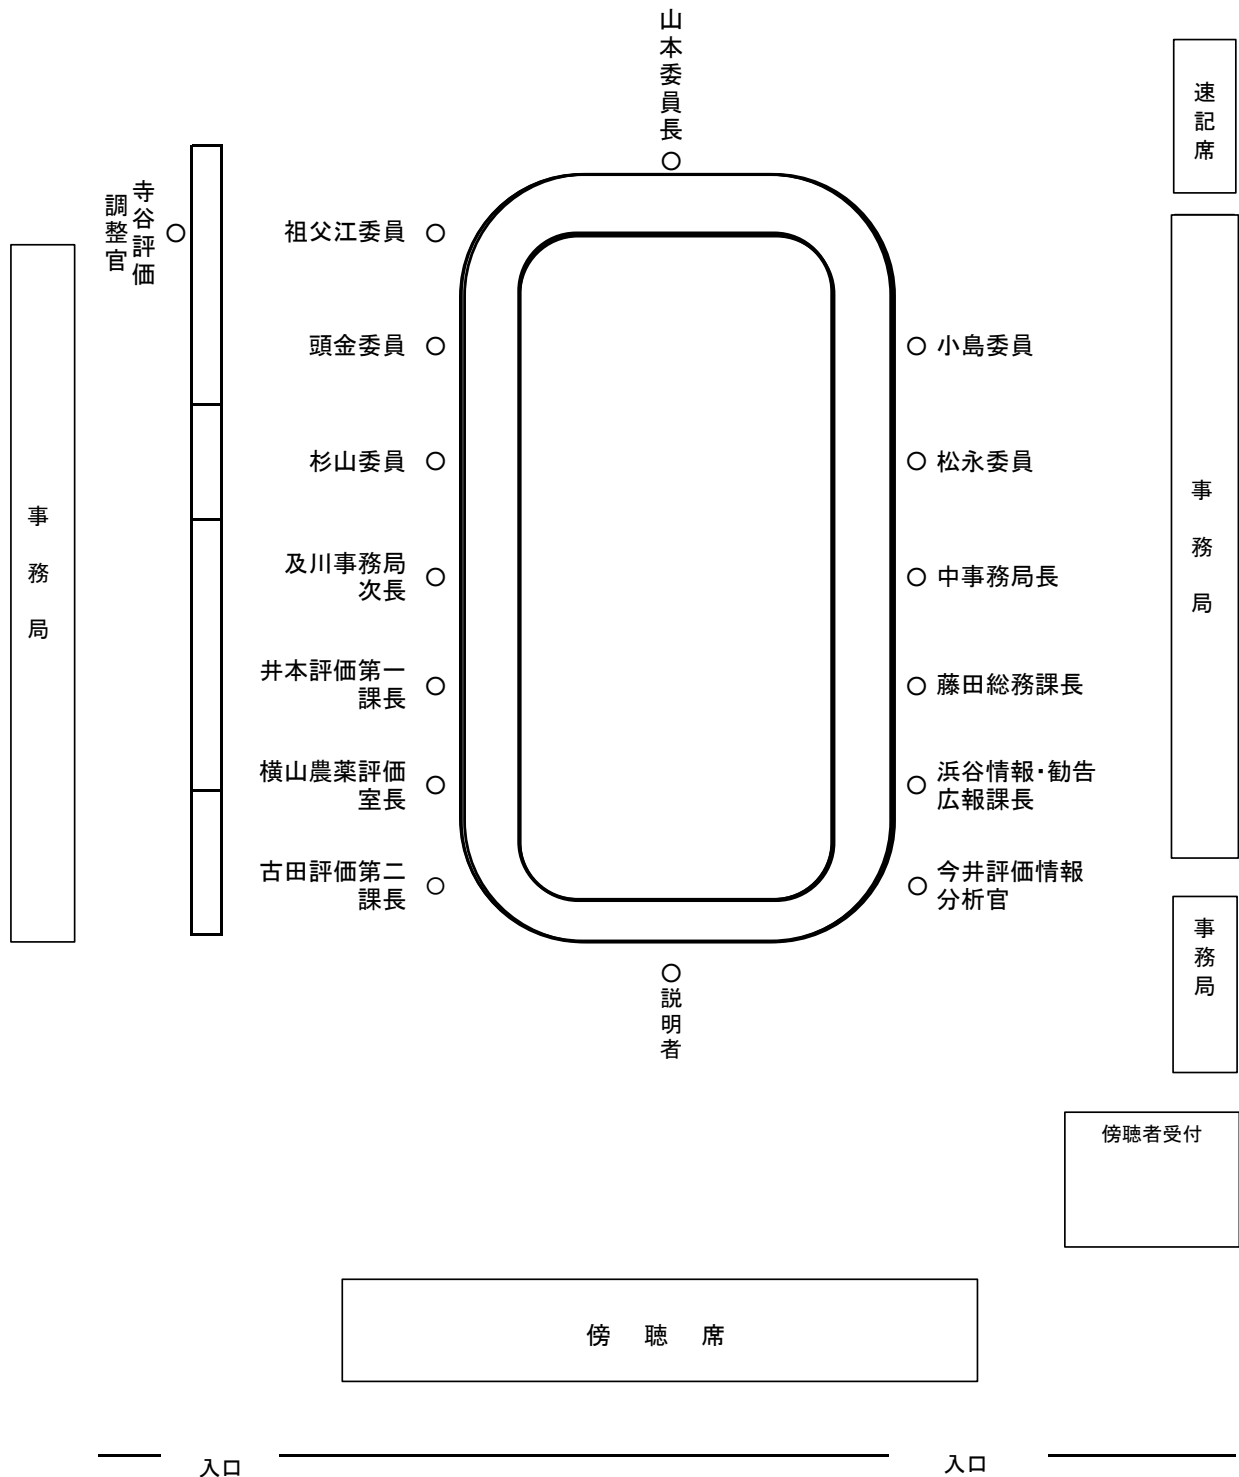 山本委員長
速記席
寺谷評価
調整官
祖父江委員
頭金委員
小島委員
杉山委員
松永委員
事務局
事務局
及川事務局
次長
中事務局長
井本評価第一
課長
藤田総務課長
横山農薬評価
室長
浜谷情報・勧告
広報課長
古田評価第二
課長
今井評価情報
分析官
事務局
説明者
傍聴者受付
傍 聴 席
入口
入口